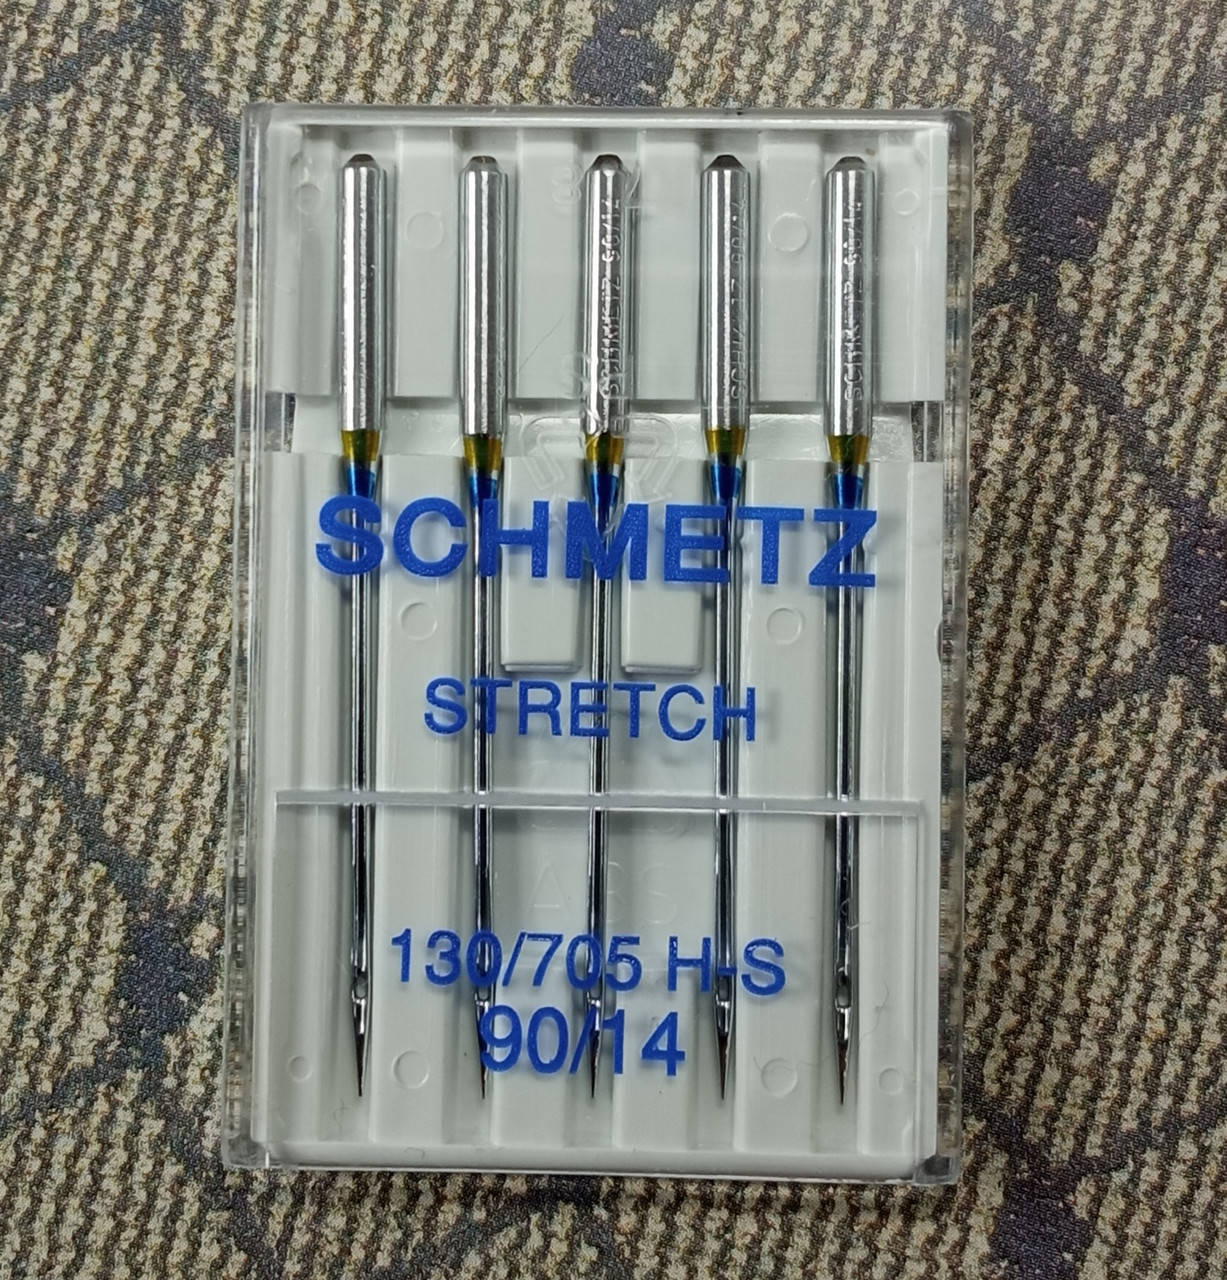 SCHMETZ
STRETCH
130/705 H-S
90/14